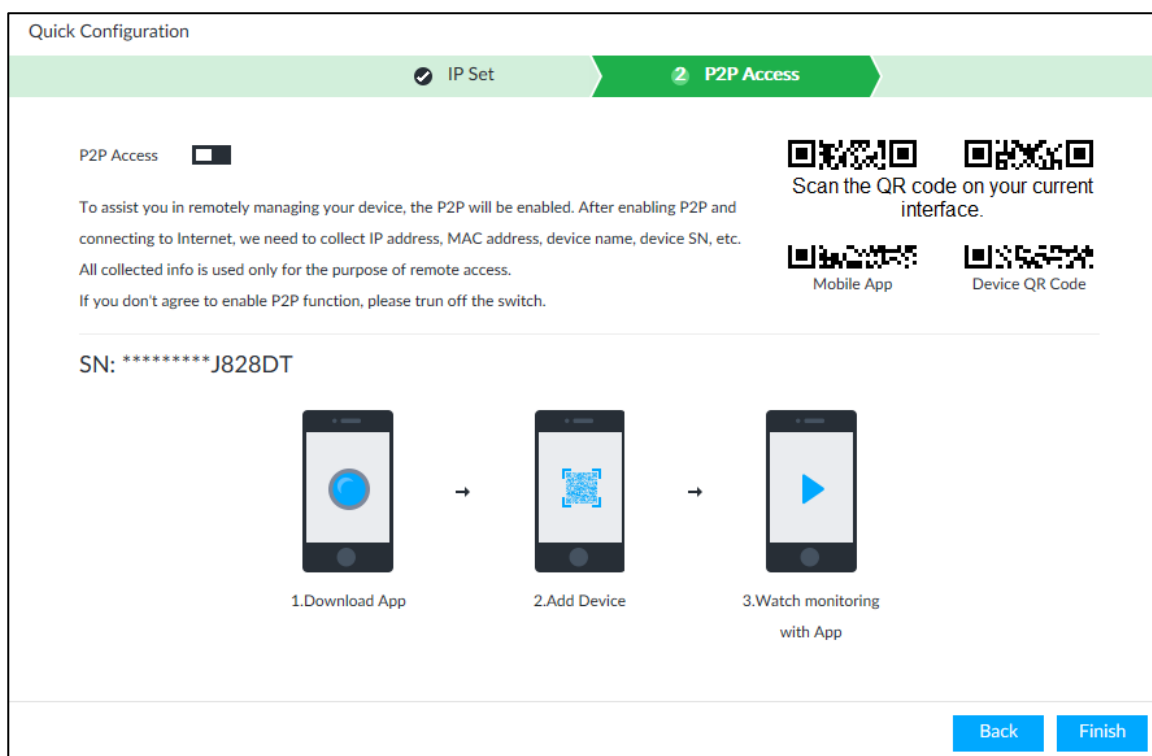 Quick Configuration
IP Set
2 P2P Access
P2P Access
To assist you in remotely managing your device, the P2P will be enabled. After enabling P2P and
connecting to Internet, we need to collect IP address, MAC address, device name, device SN, etc.
All collected info is used only for the purpose of remote access.
If you don't agree to enable P2P function, please trun off the switch.
Scan the QR code on your current
interface.
Mobile App
Device QR Code
SN: *********J828DT
1.Download App
2.Add Device
3.Watch monitoring
with App
Back
Finish